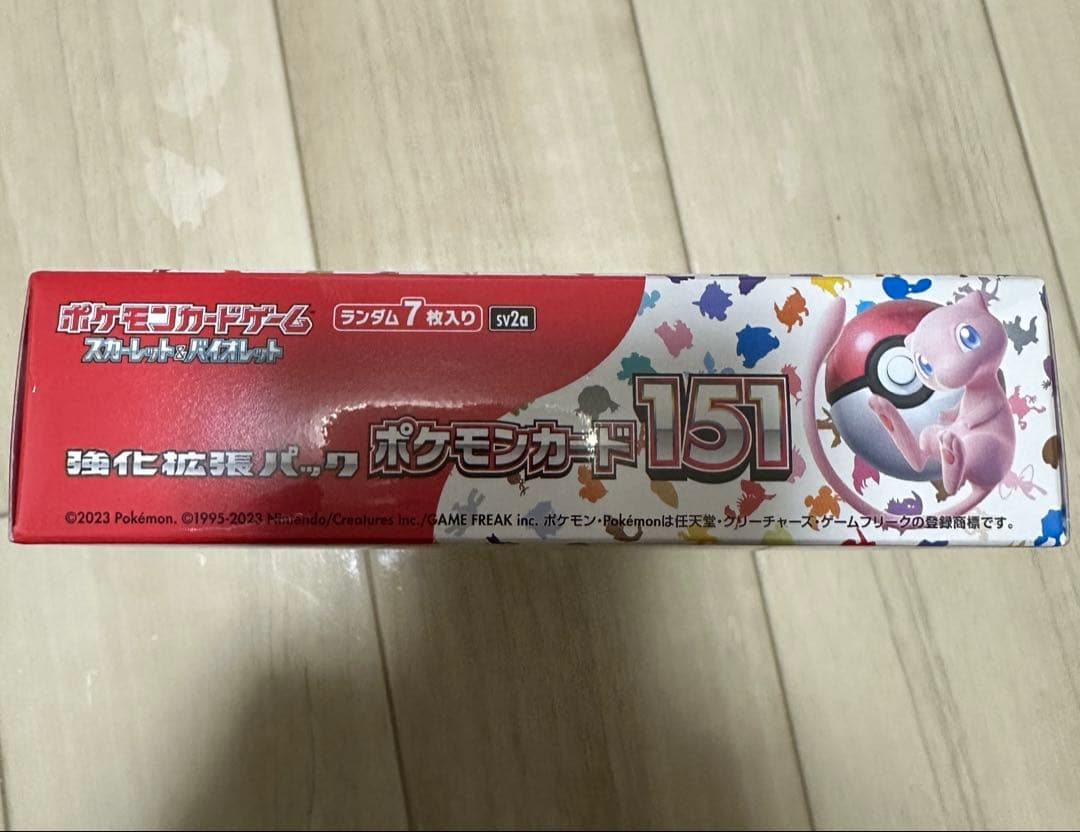 ポケモンカードゲーム™
スカーレット&バイオレット
ランダム7枚入り
sv2a
強化拡張パック ポケモンカード151
©2023 Pokémon. ©1995-2023 Nintendo/Creatures Inc./GAME FREAK inc. ポケモン・Pokémonは任天堂・クリーチャーズ・ゲームフリークの登録商標です。